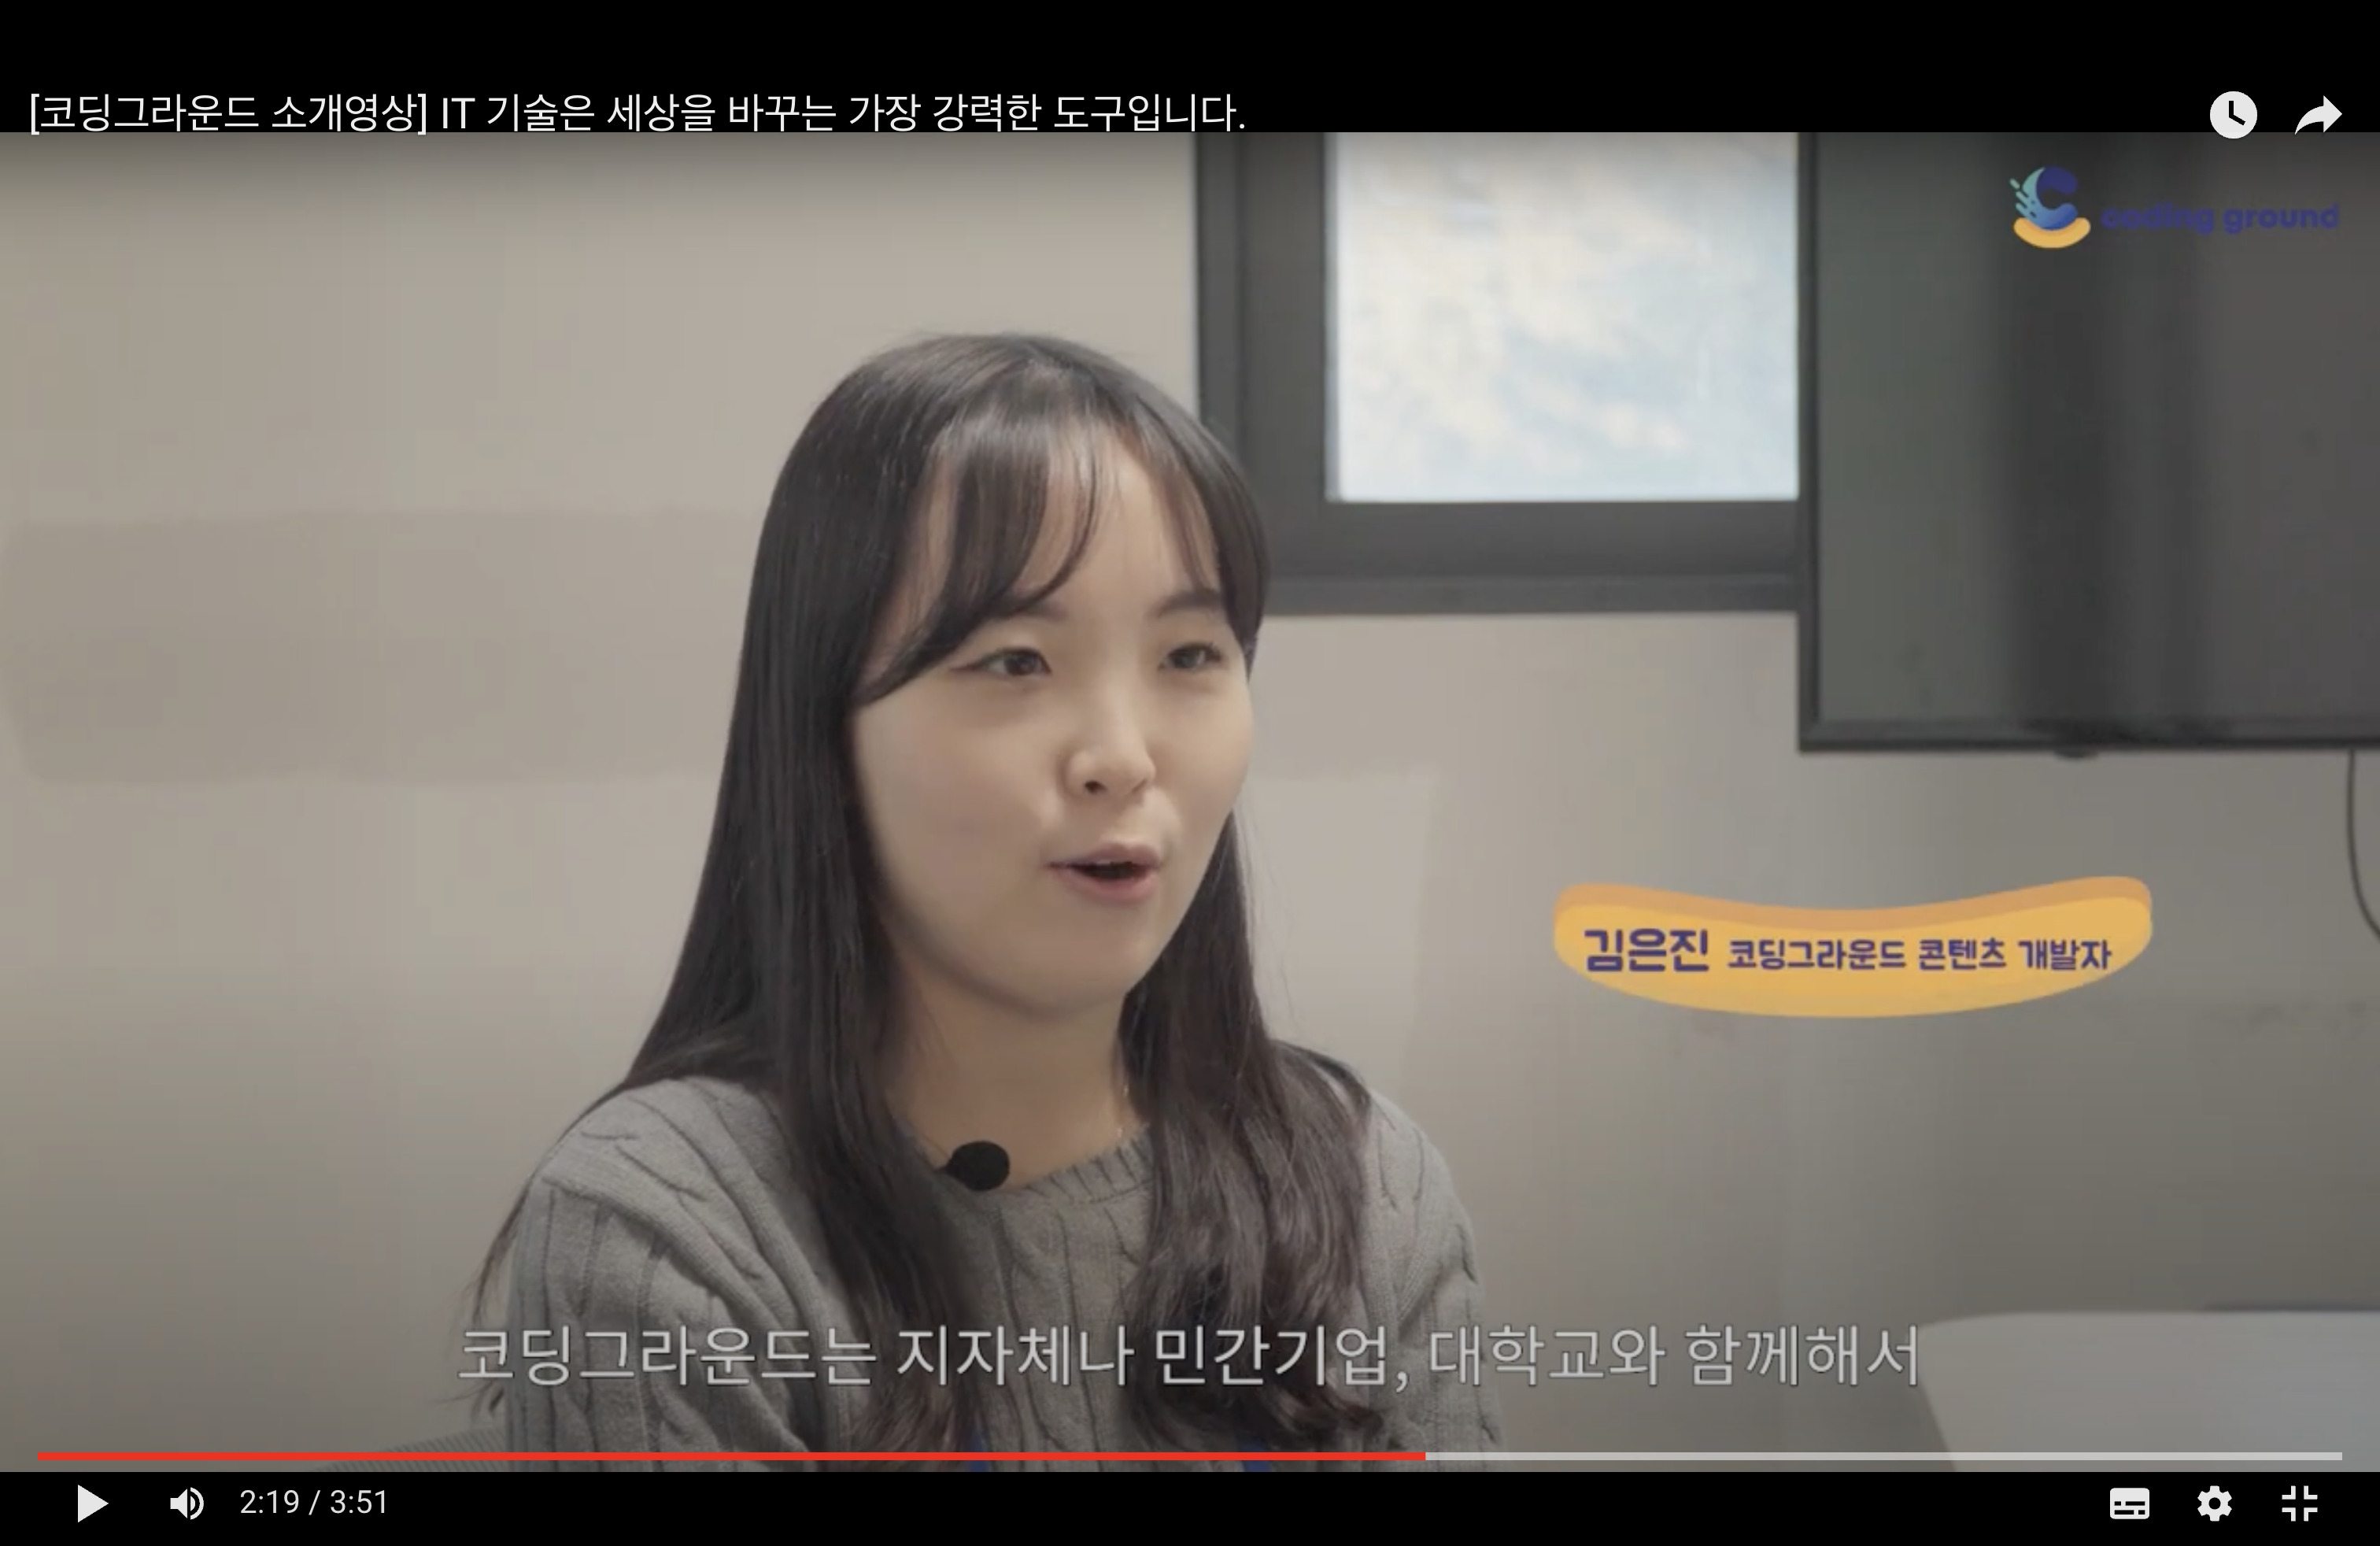 [코딩그라운드 소개영상] IT 기술은 세상을 바꾸는 가장 강력한 도구입니다.
coding ground
김은진 코딩그라운드 콘텐츠 개발자
코딩그라운드는 지자체나 민간기업, 대학교와 함께해서
2:19 / 3:51